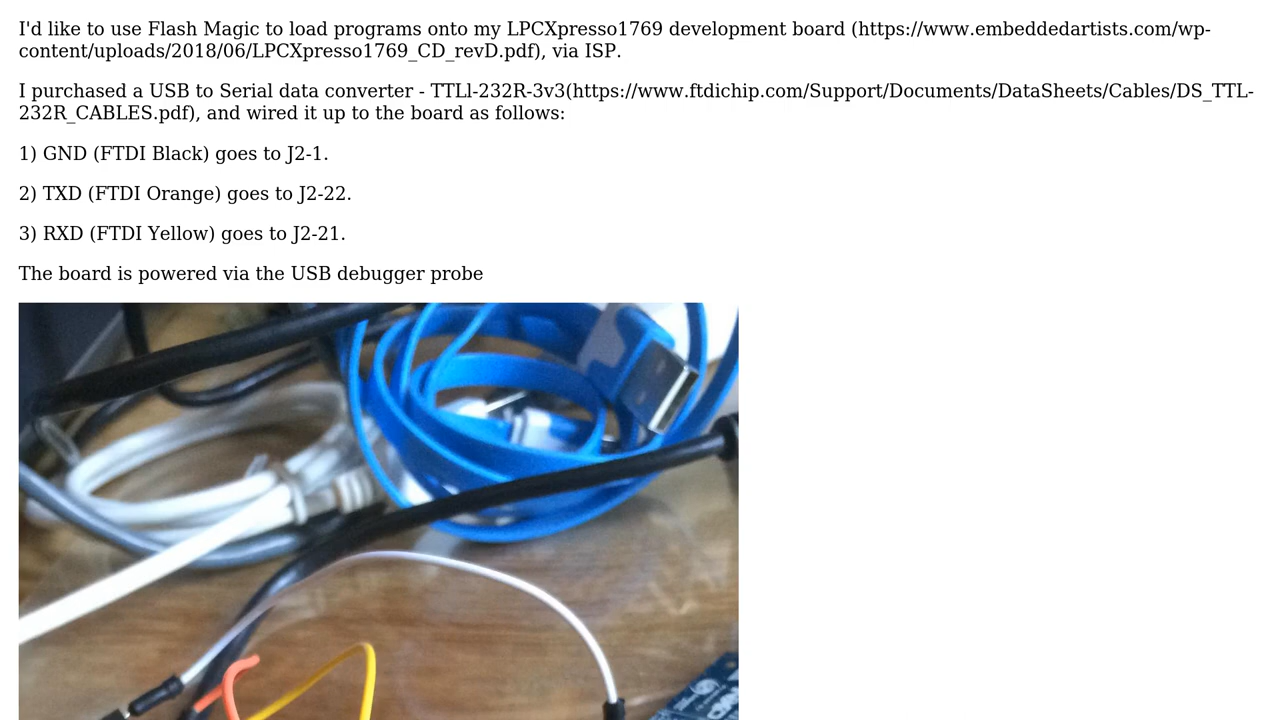 I'd like to use Flash Magic to load programs onto my LPCXpresso1769 development board (https://www.embeddedartists.com/wp-
content/uploads/2018/06/LPCXpresso1769_CD_revD.pdf), via ISP.
I purchased a USB to Serial data converter - TTLl-232R-3v3(https://www.ftdichip.com/Support/Documents/DataSheets/Cables/DS_TTL-
232R_CABLES.pdf), and wired it up to the board as follows:
1) GND (FTDI Black) goes to J2-1.
2) TXD (FTDI Orange) goes to J2-22.
3) RXD (FTDI Yellow) goes to J2-21.
The board is powered via the USB debugger probe